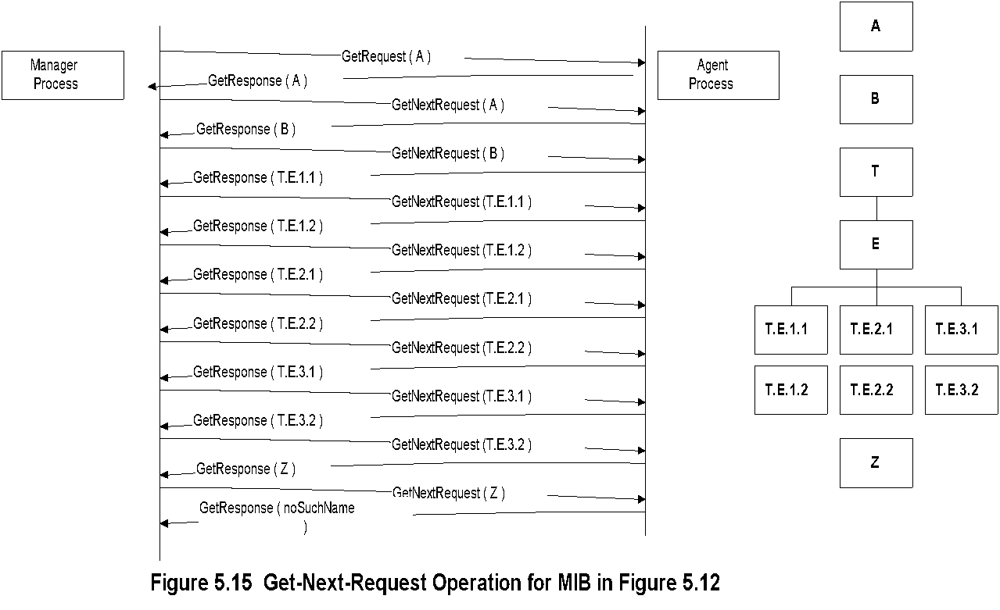 A
GetRequest ( A )
Manager
Process
Agent
Process
GetResponse ( A )
B
GetNextRequest ( A )
GetResponse ( B )
GetNextRequest ( B )
T
GetResponse ( T.E.1.1 )
GetNextRequest (T.E.1.1 )
GetResponse ( T.E.1.2 )
E
GetNextRequest (T.E.1.2 )
GetResponse ( T.E.2.1 )
GetNextRequest (T.E.2.1 )
GetResponse ( T.E.2.2 )
T.E.1.1 T.E.2.1 T.E.3.1
GetNextRequest (T.E.2.2 )
GetResponse ( T.E.3.1 )
T.E.1.2 T.E.2.2 T.E.3.2
GetNextRequest (T.E.3.1 )
GetResponse ( T.E.3.2 )
GetNextRequest (T.E.3.2 )
Z
GetResponse ( Z )
GetNextRequest ( Z )
GetResponse ( noSuchName
)
Figure 5.15 Get-Next-Request Operation for MIB in Figure 5.12